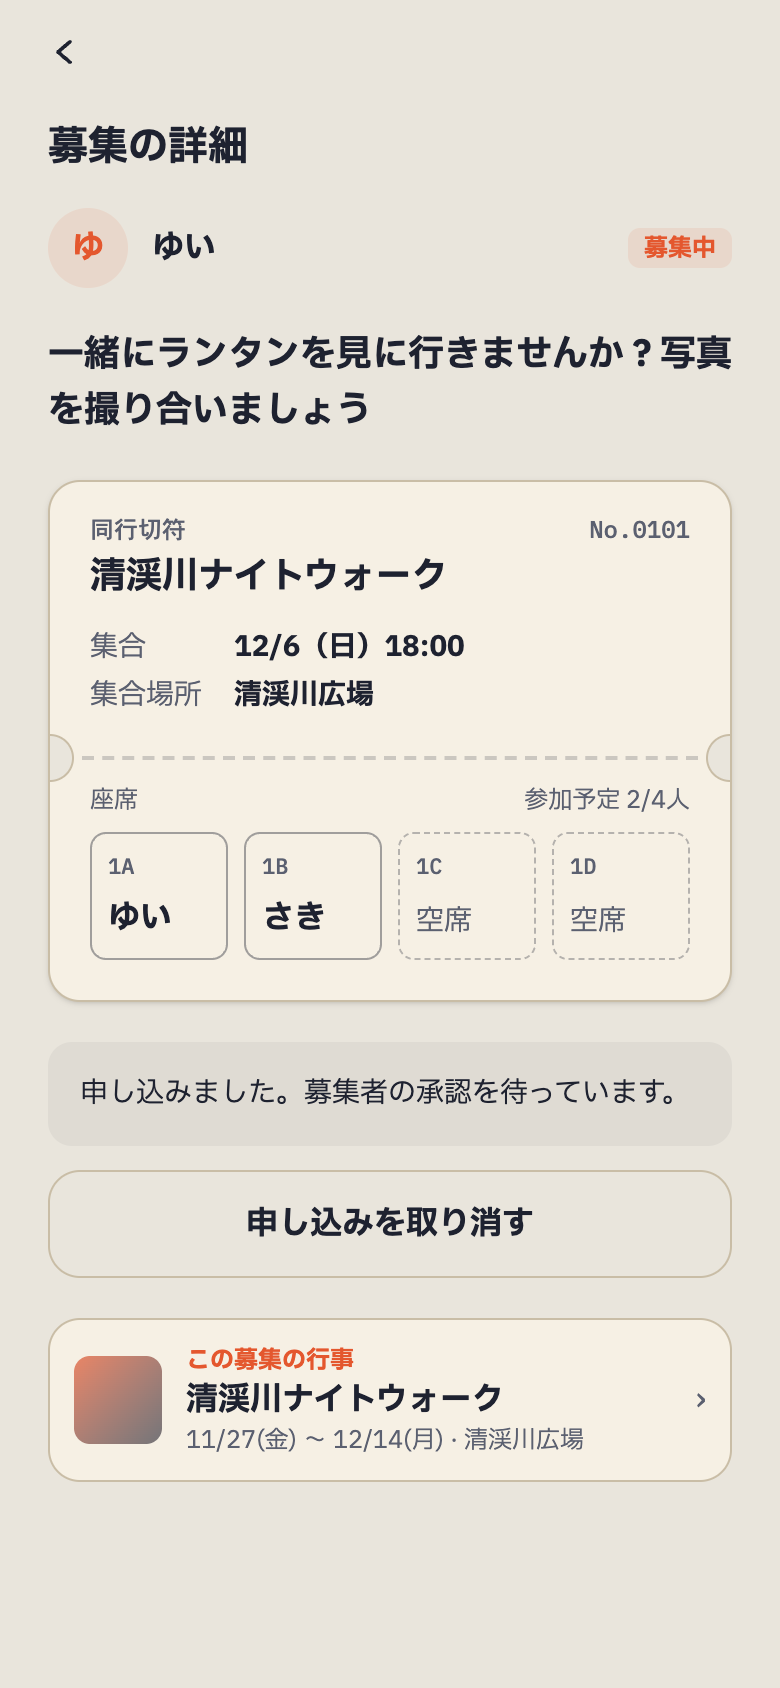 募集の詳細
ゆ ゆい 募集中
一緒にランタンを見に行きませんか？写真
を撮り合いましょう
同行切符 No.0101
清渓川ナイトウォーク
集合 12/6（日）18:00
集合場所 清渓川広場
座席 参加予定 2/4人
1A 1B 1C 1D
ゆい さき 空席 空席
申し込みました。募集者の承認を待っています。
申し込みを取り消す
この募集の行事
清渓川ナイトウォーク
11/27(金) 〜 12/14(月) · 清渓川広場